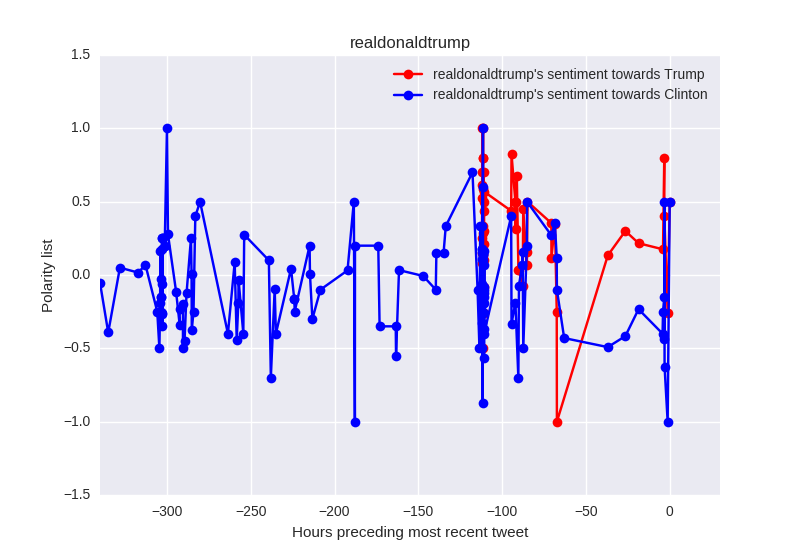 realdonaldtrump
realdonaldtrump's sentiment towards Trump
realdonaldtrump's sentiment towards Clinton
1.5
1.0
0.5
0.0
−0.5
−1.0
−1.5
Polarity list
−300 −250 −200 −150 −100 −50 0
Hours preceding most recent tweet